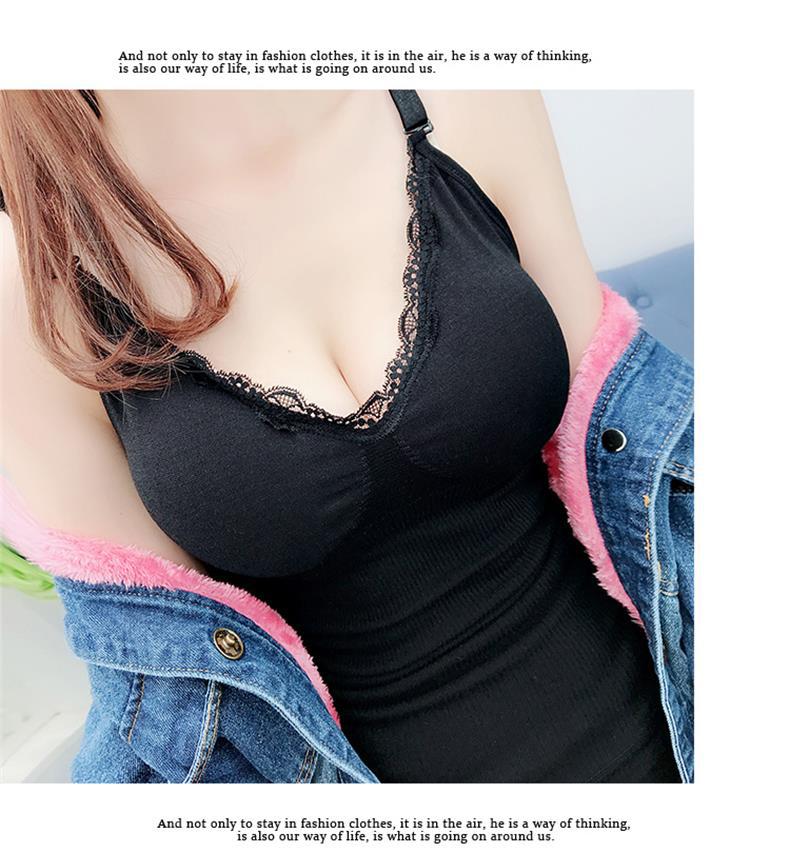 And not only to stay in fashion clothes, it is in the air, he is a way of thinking,
is also our way of life, is what is going on around us.
And not only to stay in fashion clothes, it is in the air, he is a way of thinking,
is also our way of life, is what is going on around us.